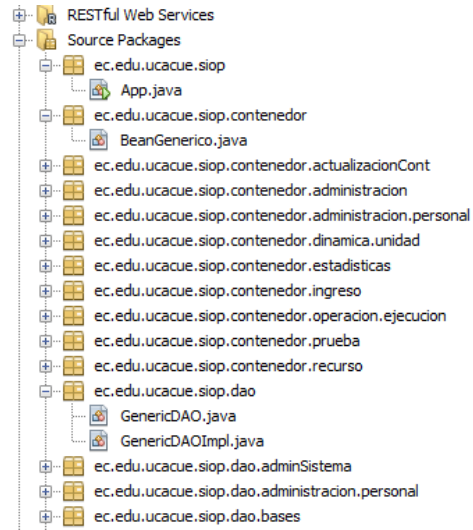 RESTful Web Services
Source Packages
ec.edu.ucacue.siop
App.java
ec.edu.ucacue.siop.contenedor
BeanGenerico.java
ec.edu.ucacue.siop.contenedor.actualizacionCont
ec.edu.ucacue.siop.contenedor.administracion
ec.edu.ucacue.siop.contenedor.administracion.personal
ec.edu.ucacue.siop.contenedor.dinamica.unidad
ec.edu.ucacue.siop.contenedor.estadisticas
ec.edu.ucacue.siop.contenedor.ingreso
ec.edu.ucacue.siop.contenedor.operacion.ejecucion
ec.edu.ucacue.siop.contenedor.prueba
ec.edu.ucacue.siop.contenedor.recurso
ec.edu.ucacue.siop.dao
GenericDAO.java
GenericDAOImpl.java
ec.edu.ucacue.siop.dao.adminSistema
ec.edu.ucacue.siop.dao.administracion.personal
ec.edu.ucacue.siop.dao.bases